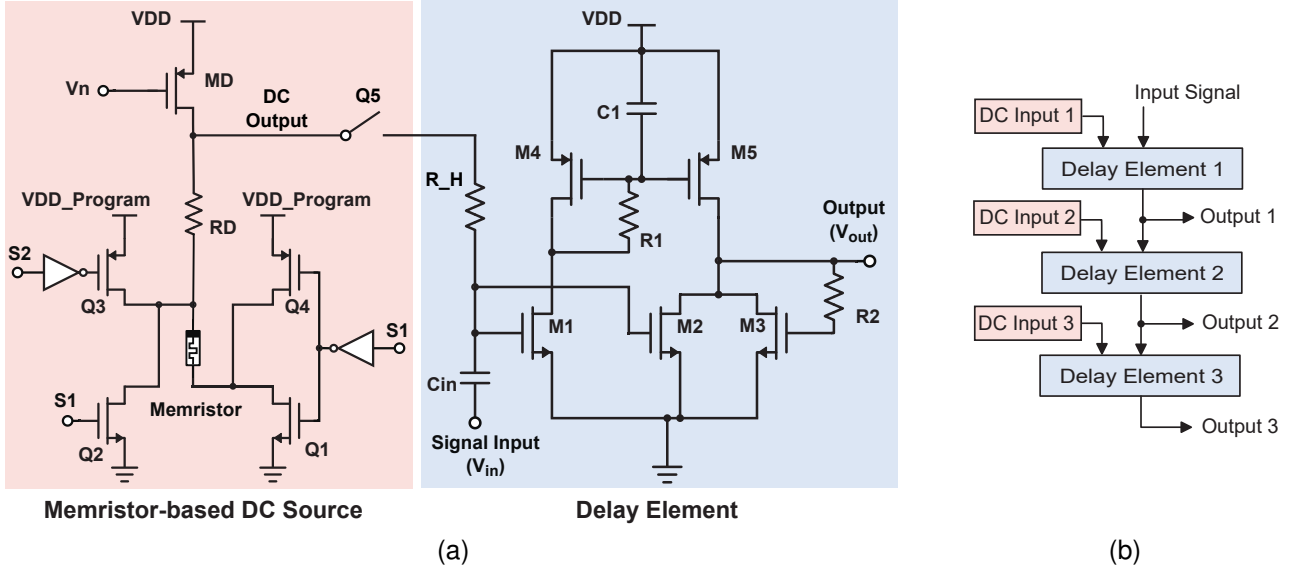 VDD
Vn
MD
DC
Output
Q5
VDD_Program
VDD_Program
RD
S2
Q3
Q4
S1
S1
Memristor
Q2
Q1
Memristor-based DC Source
VDD
C1
M4
M5
R_H
R1
Output
(Vout)
M1
M2
M3
R2
Cin
Signal Input
(Vin)
Delay Element
(a)
Input Signal
DC Input 1
Delay Element 1
Output 1
DC Input 2
Delay Element 2
Output 2
DC Input 3
Delay Element 3
Output 3
(b)